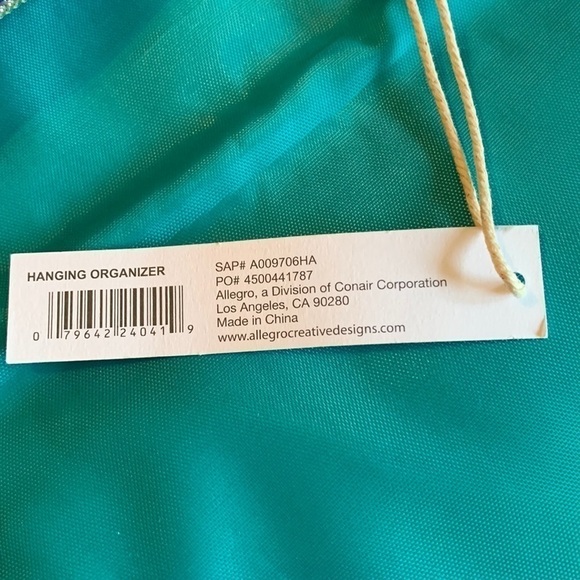 HANGING ORGANIZER
0 79642 24041 9
SAP# A009706HA
PO# 4500441787
Allegro, a Division of Conair Corporation
Los Angeles, CA 90280
Made in China
www.allegrocreativedesigns.com